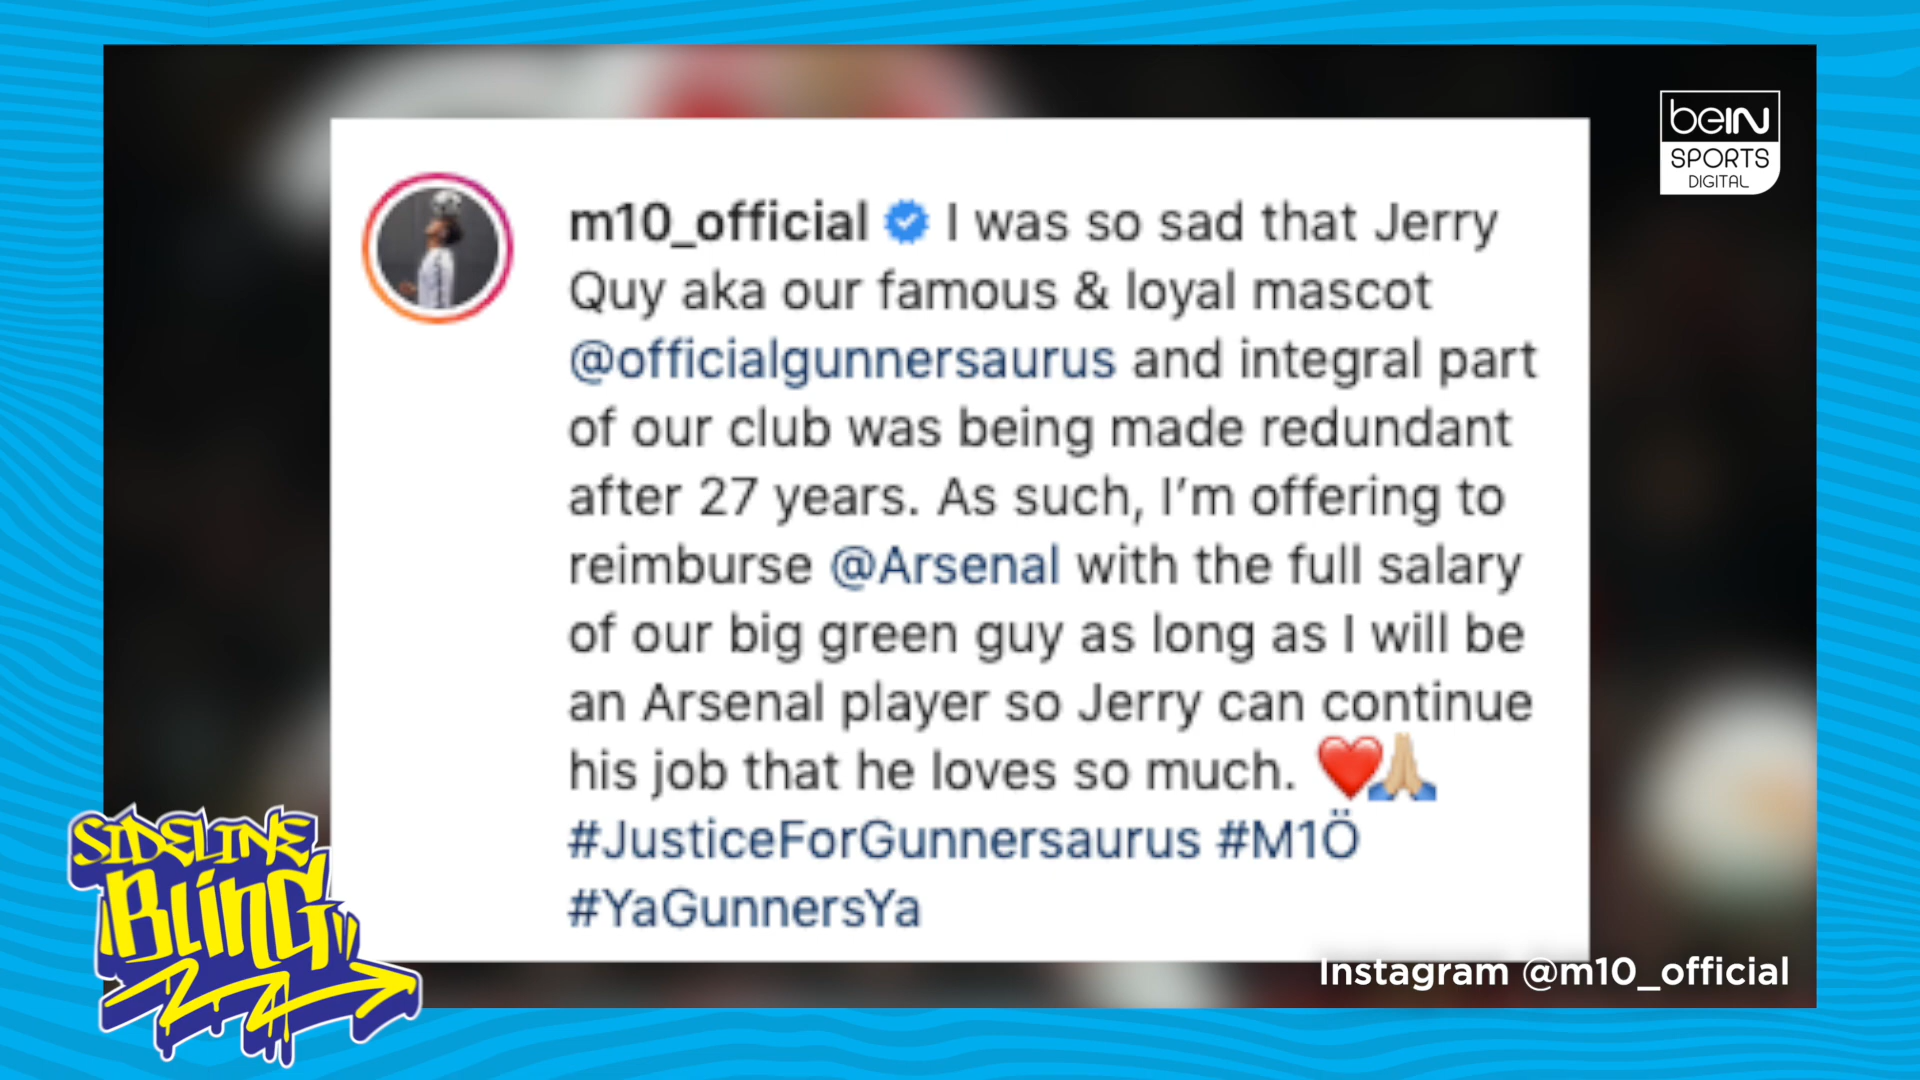 beIN
SPORTS
DIGITAL
m10_official I was so sad that Jerry
Quy aka our famous & loyal mascot
@officialgunnersaurus and integral part
of our club was being made redundant
after 27 years. As such, I’m offering to
reimburse @Arsenal with the full salary
of our big green guy as long as I will be
an Arsenal player so Jerry can continue
his job that he loves so much. ❤️🙏🏼
#JusticeForGunnersaurus #M1Ö
#YaGunnersYa
SIDELINE
BLinG
Instagram @m10_official